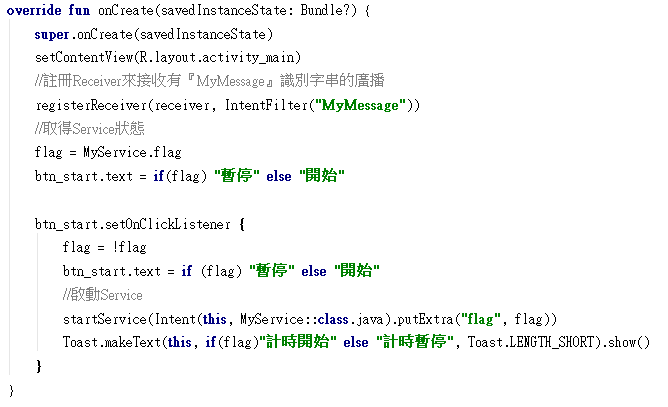 override fun onCreate(savedInstanceState: Bundle?) {
    super.onCreate(savedInstanceState)
    setContentView(R.layout.activity_main)
    //註冊Receiver來接收有『MyMessage』識別字串的廣播
    registerReceiver(receiver, IntentFilter("MyMessage"))
    //取得Service狀態
    flag = MyService.flag
    btn_start.text = if(flag) "暫停" else "開始"

    btn_start.setOnClickListener {
        flag = !flag
        btn_start.text = if (flag) "暫停" else "開始"
        //啟動Service
        startService(Intent(this, MyService::class.java).putExtra("flag", flag))
        Toast.makeText(this, if(flag)"計時開始" else "計時暫停", Toast.LENGTH_SHORT).show()
    }
}